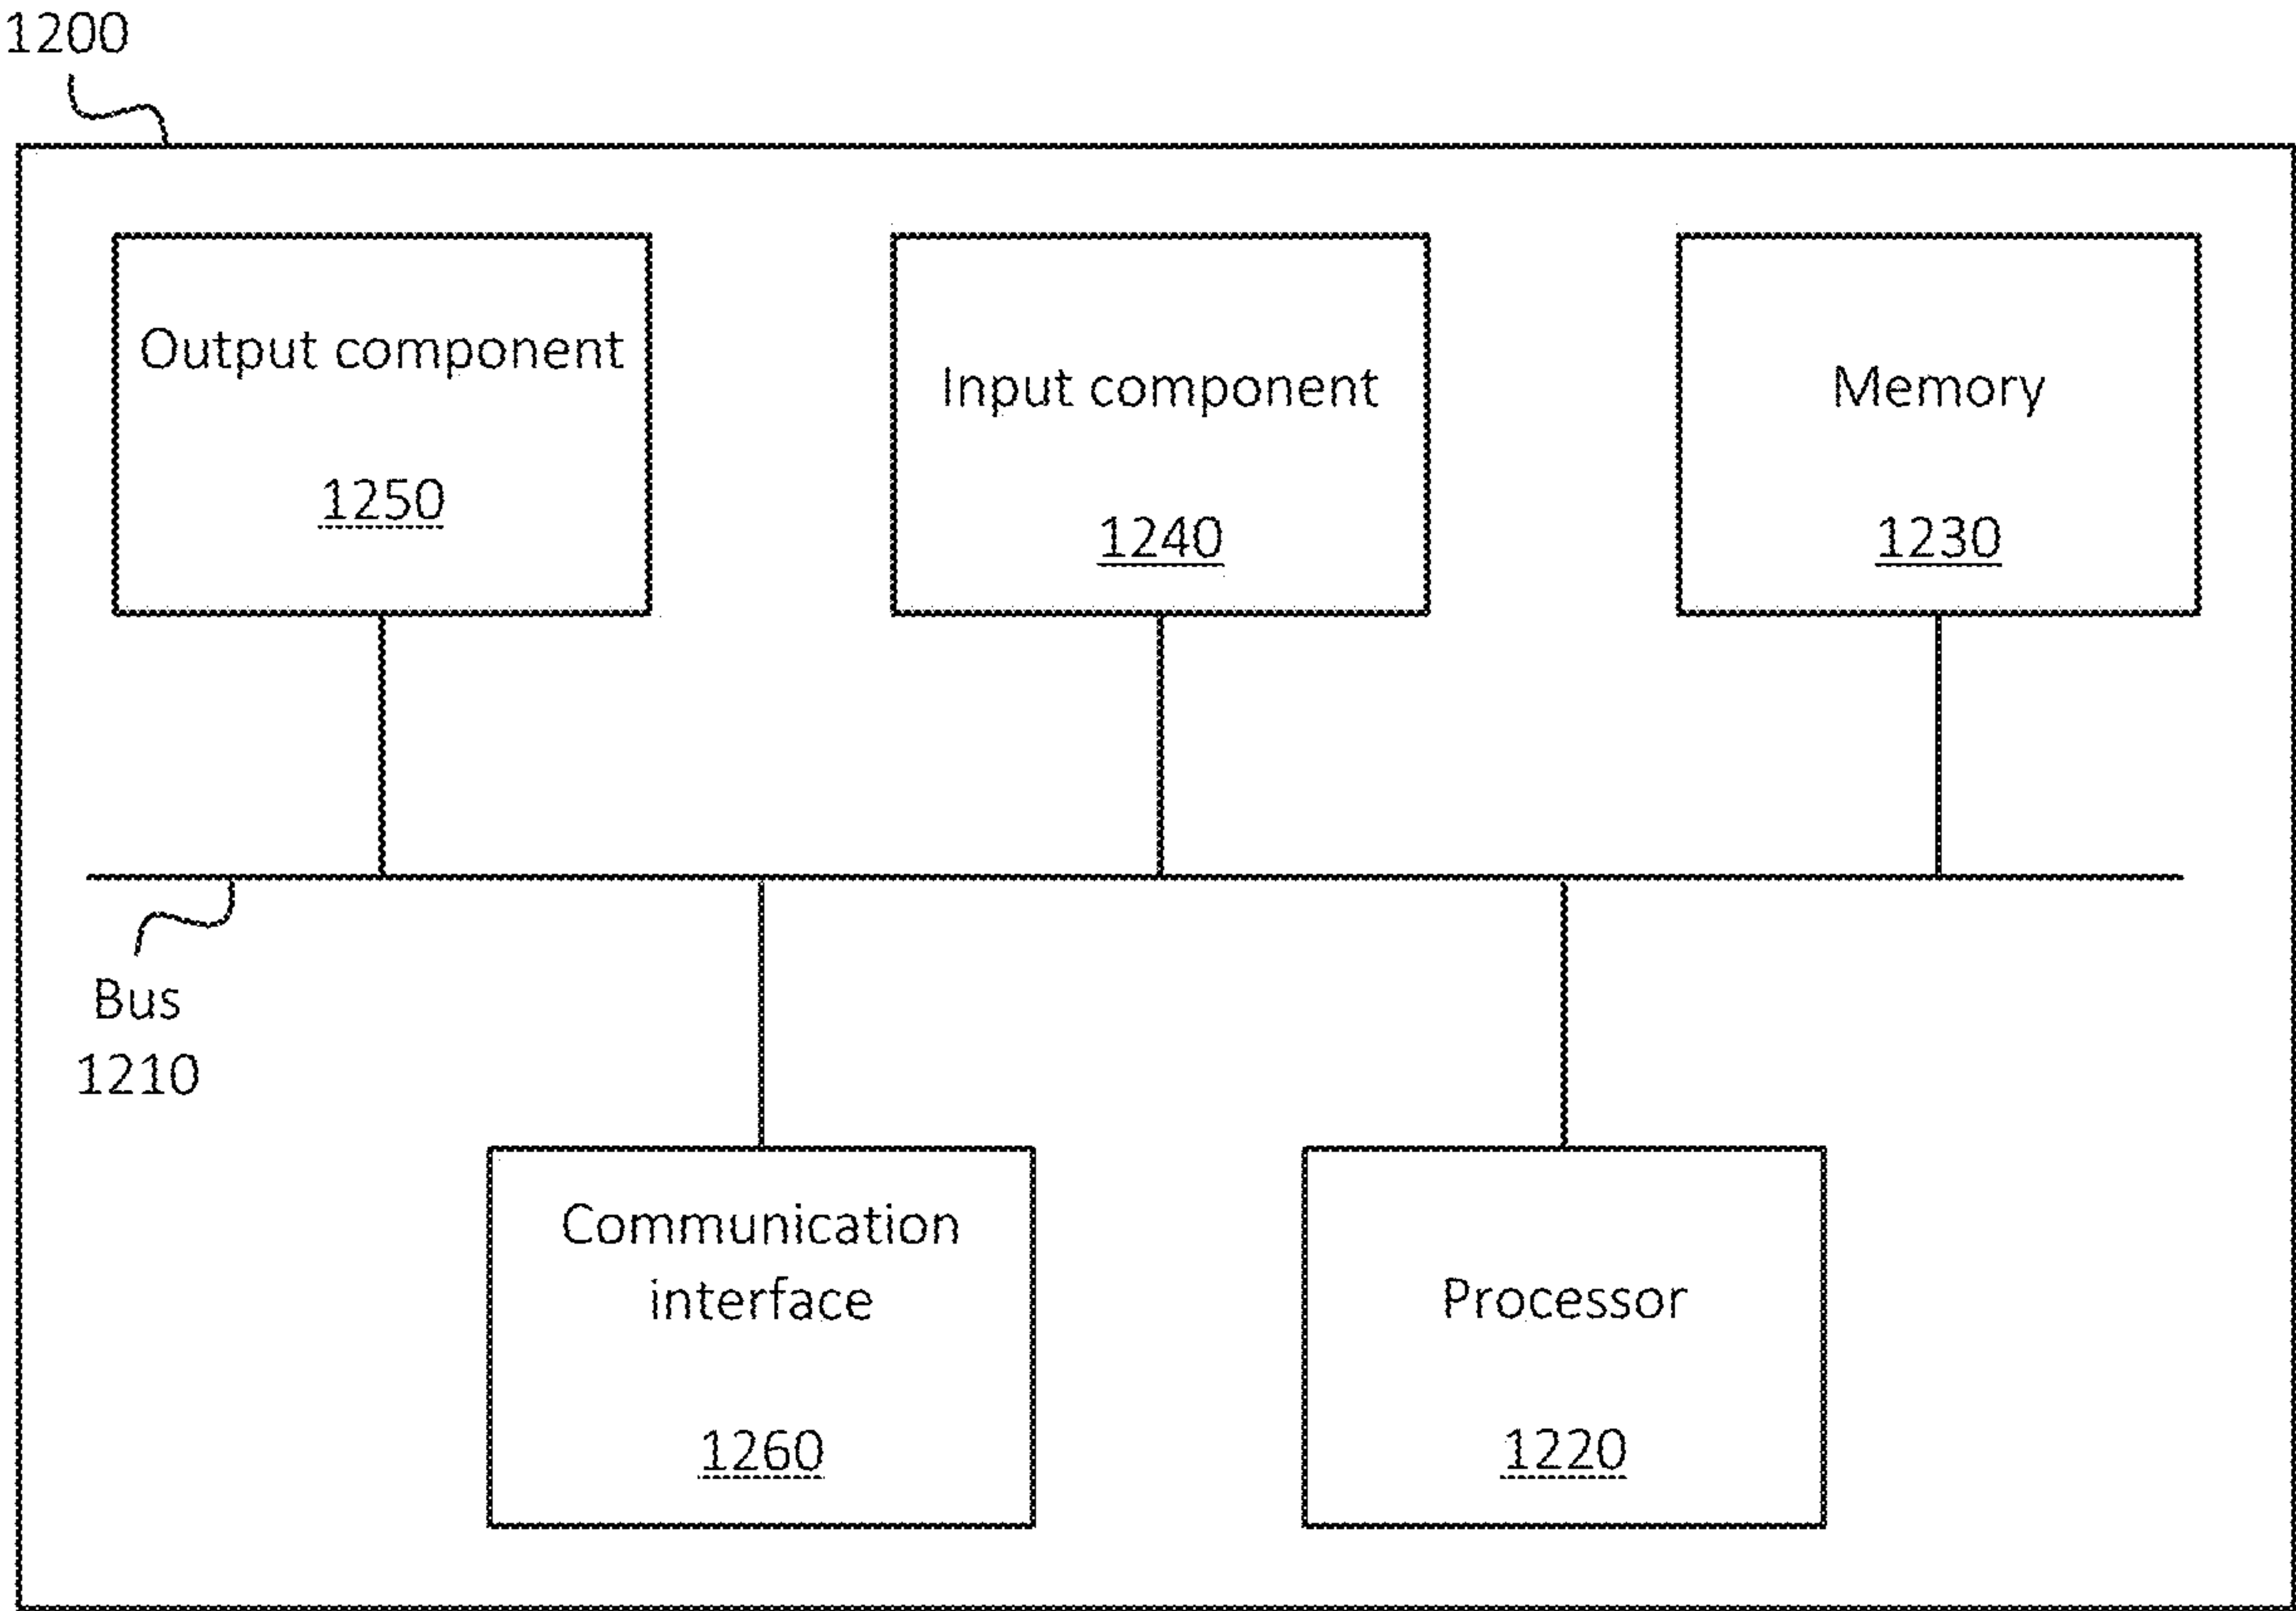 1200
Output component
1250
Input component
1240
Memory
1230
Bus
1210
Communication
interface
1260
Processor
1220